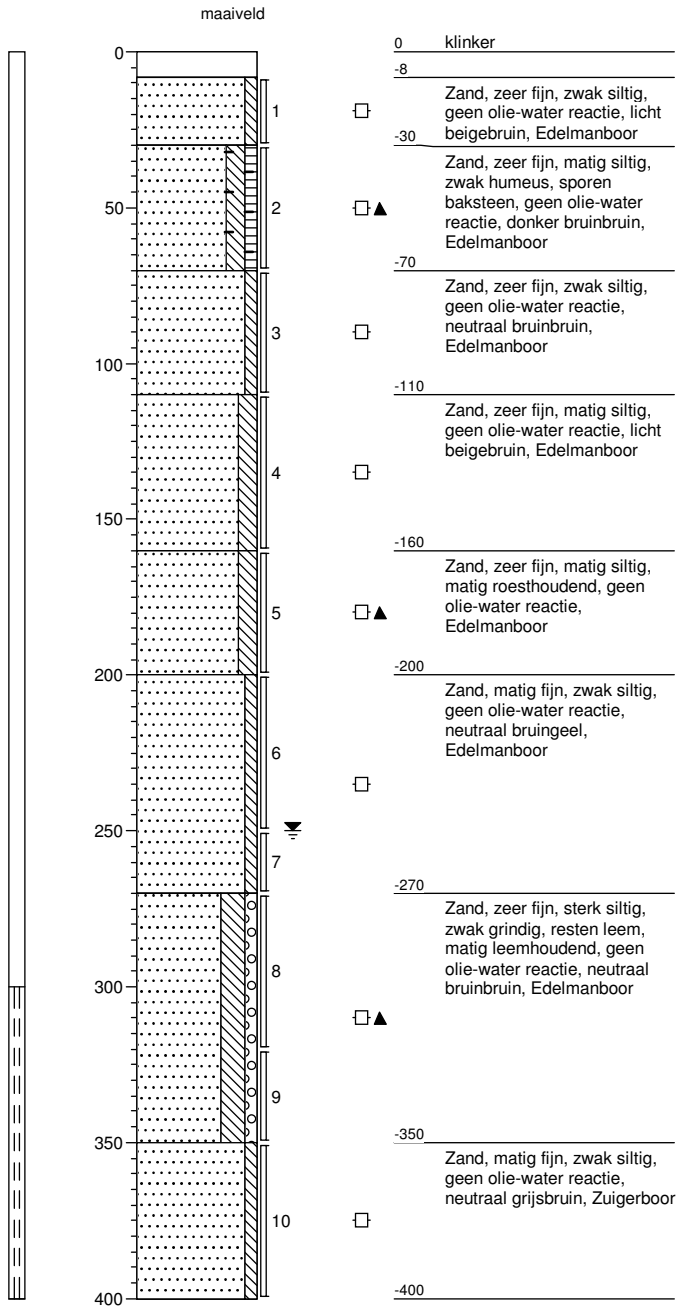 maaiveld
0
50
100
150
200
250
300
350
400
1
2
3
4
5
6
7
8
9
10
0 klinker
-8
Zand, zeer fijn, zwak siltig,
geen olie-water reactie, licht
beigebruin, Edelmanboor
-30
Zand, zeer fijn, matig siltig,
zwak humeus, sporen
baksteen, geen olie-water
reactie, donker bruinbruin,
Edelmanboor
-70
Zand, zeer fijn, zwak siltig,
geen olie-water reactie,
neutraal bruinbruin,
Edelmanboor
-110
Zand, zeer fijn, matig siltig,
geen olie-water reactie, licht
beigebruin, Edelmanboor
-160
Zand, zeer fijn, matig siltig,
matig roesthoudend, geen
olie-water reactie,
Edelmanboor
-200
Zand, matig fijn, zwak siltig,
geen olie-water reactie,
neutraal bruingeel,
Edelmanboor
-270
Zand, zeer fijn, sterk siltig,
zwak grindig, resten leem,
matig leemhoudend, geen
olie-water reactie, neutraal
bruinbruin, Edelmanboor
-350
Zand, matig fijn, zwak siltig,
geen olie-water reactie,
neutraal grijsbruin, Zuigerboor
-400